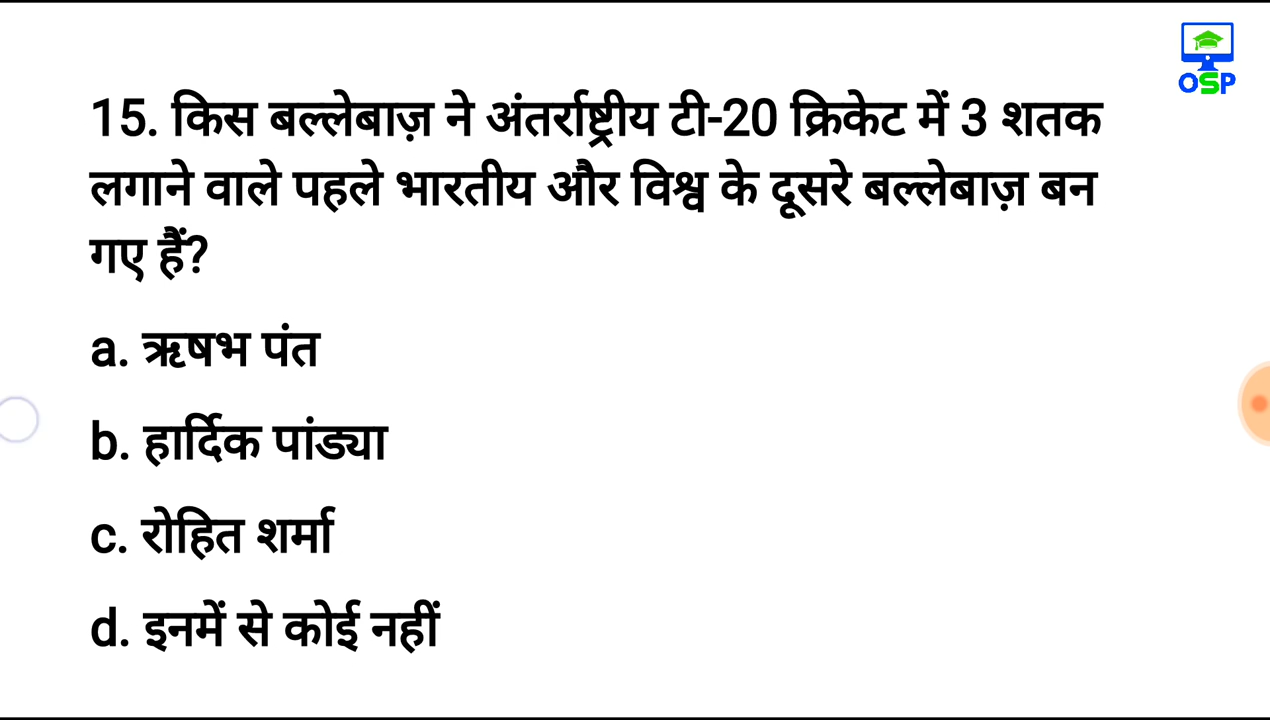 OSP
15. किस बल्लेबाज़ ने अंतर्राष्ट्रीय टी-20 क्रिकेट में 3 शतक
लगाने वाले पहले भारतीय और विश्व के दूसरे बल्लेबाज़ बन
गए हैं?
a. ऋषभ पंत
b. हार्दिक पांड्या
c. रोहित शर्मा
d. इनमें से कोई नहीं